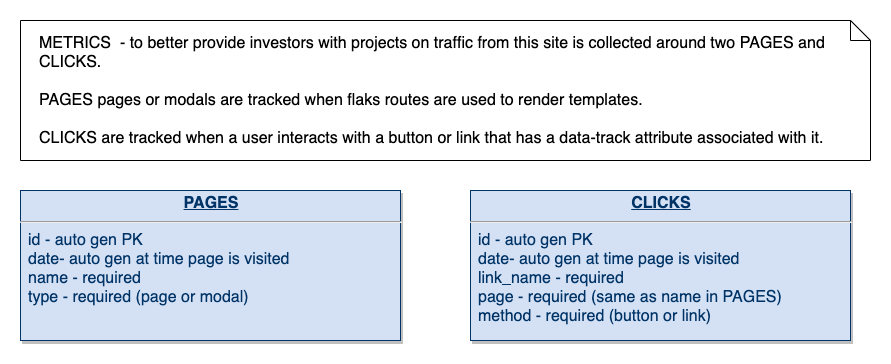 METRICS - to better provide investors with projects on traffic from this site is collected around two PAGES and
CLICKS.
PAGES pages or modals are tracked when flaks routes are used to render templates.
CLICKS are tracked when a user interacts with a button or link that has a data-track attribute associated with it.
PAGES
id - auto gen PK
date- auto gen at time page is visited
name - required
type - required (page or modal)
CLICKS
id - auto gen PK
date- auto gen at time page is visited
link_name - required
page - required (same as name in PAGES)
method - required (button or link)